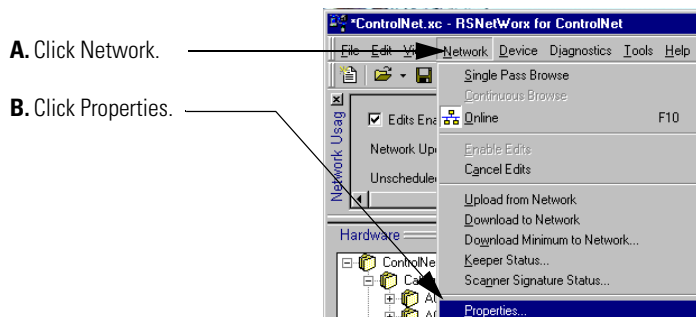 *ControlNet.xc - RSNetWorx for ControlNet
A. Click Network.
File Edit Network Device Diagnostics Tools Help
B. Click Properties.
Single Pass Browse
Continuous Browse
Online F10
Enable Edits
Cancel Edits
Upload from Network
Download to Network
Download Minimum to Network...
Keeper Status...
Scanner Signature Status...
Properties...
Network Usag
Edits Ena
Network Up
Unschedule
Hardware
ControlNe
Ca
A
A